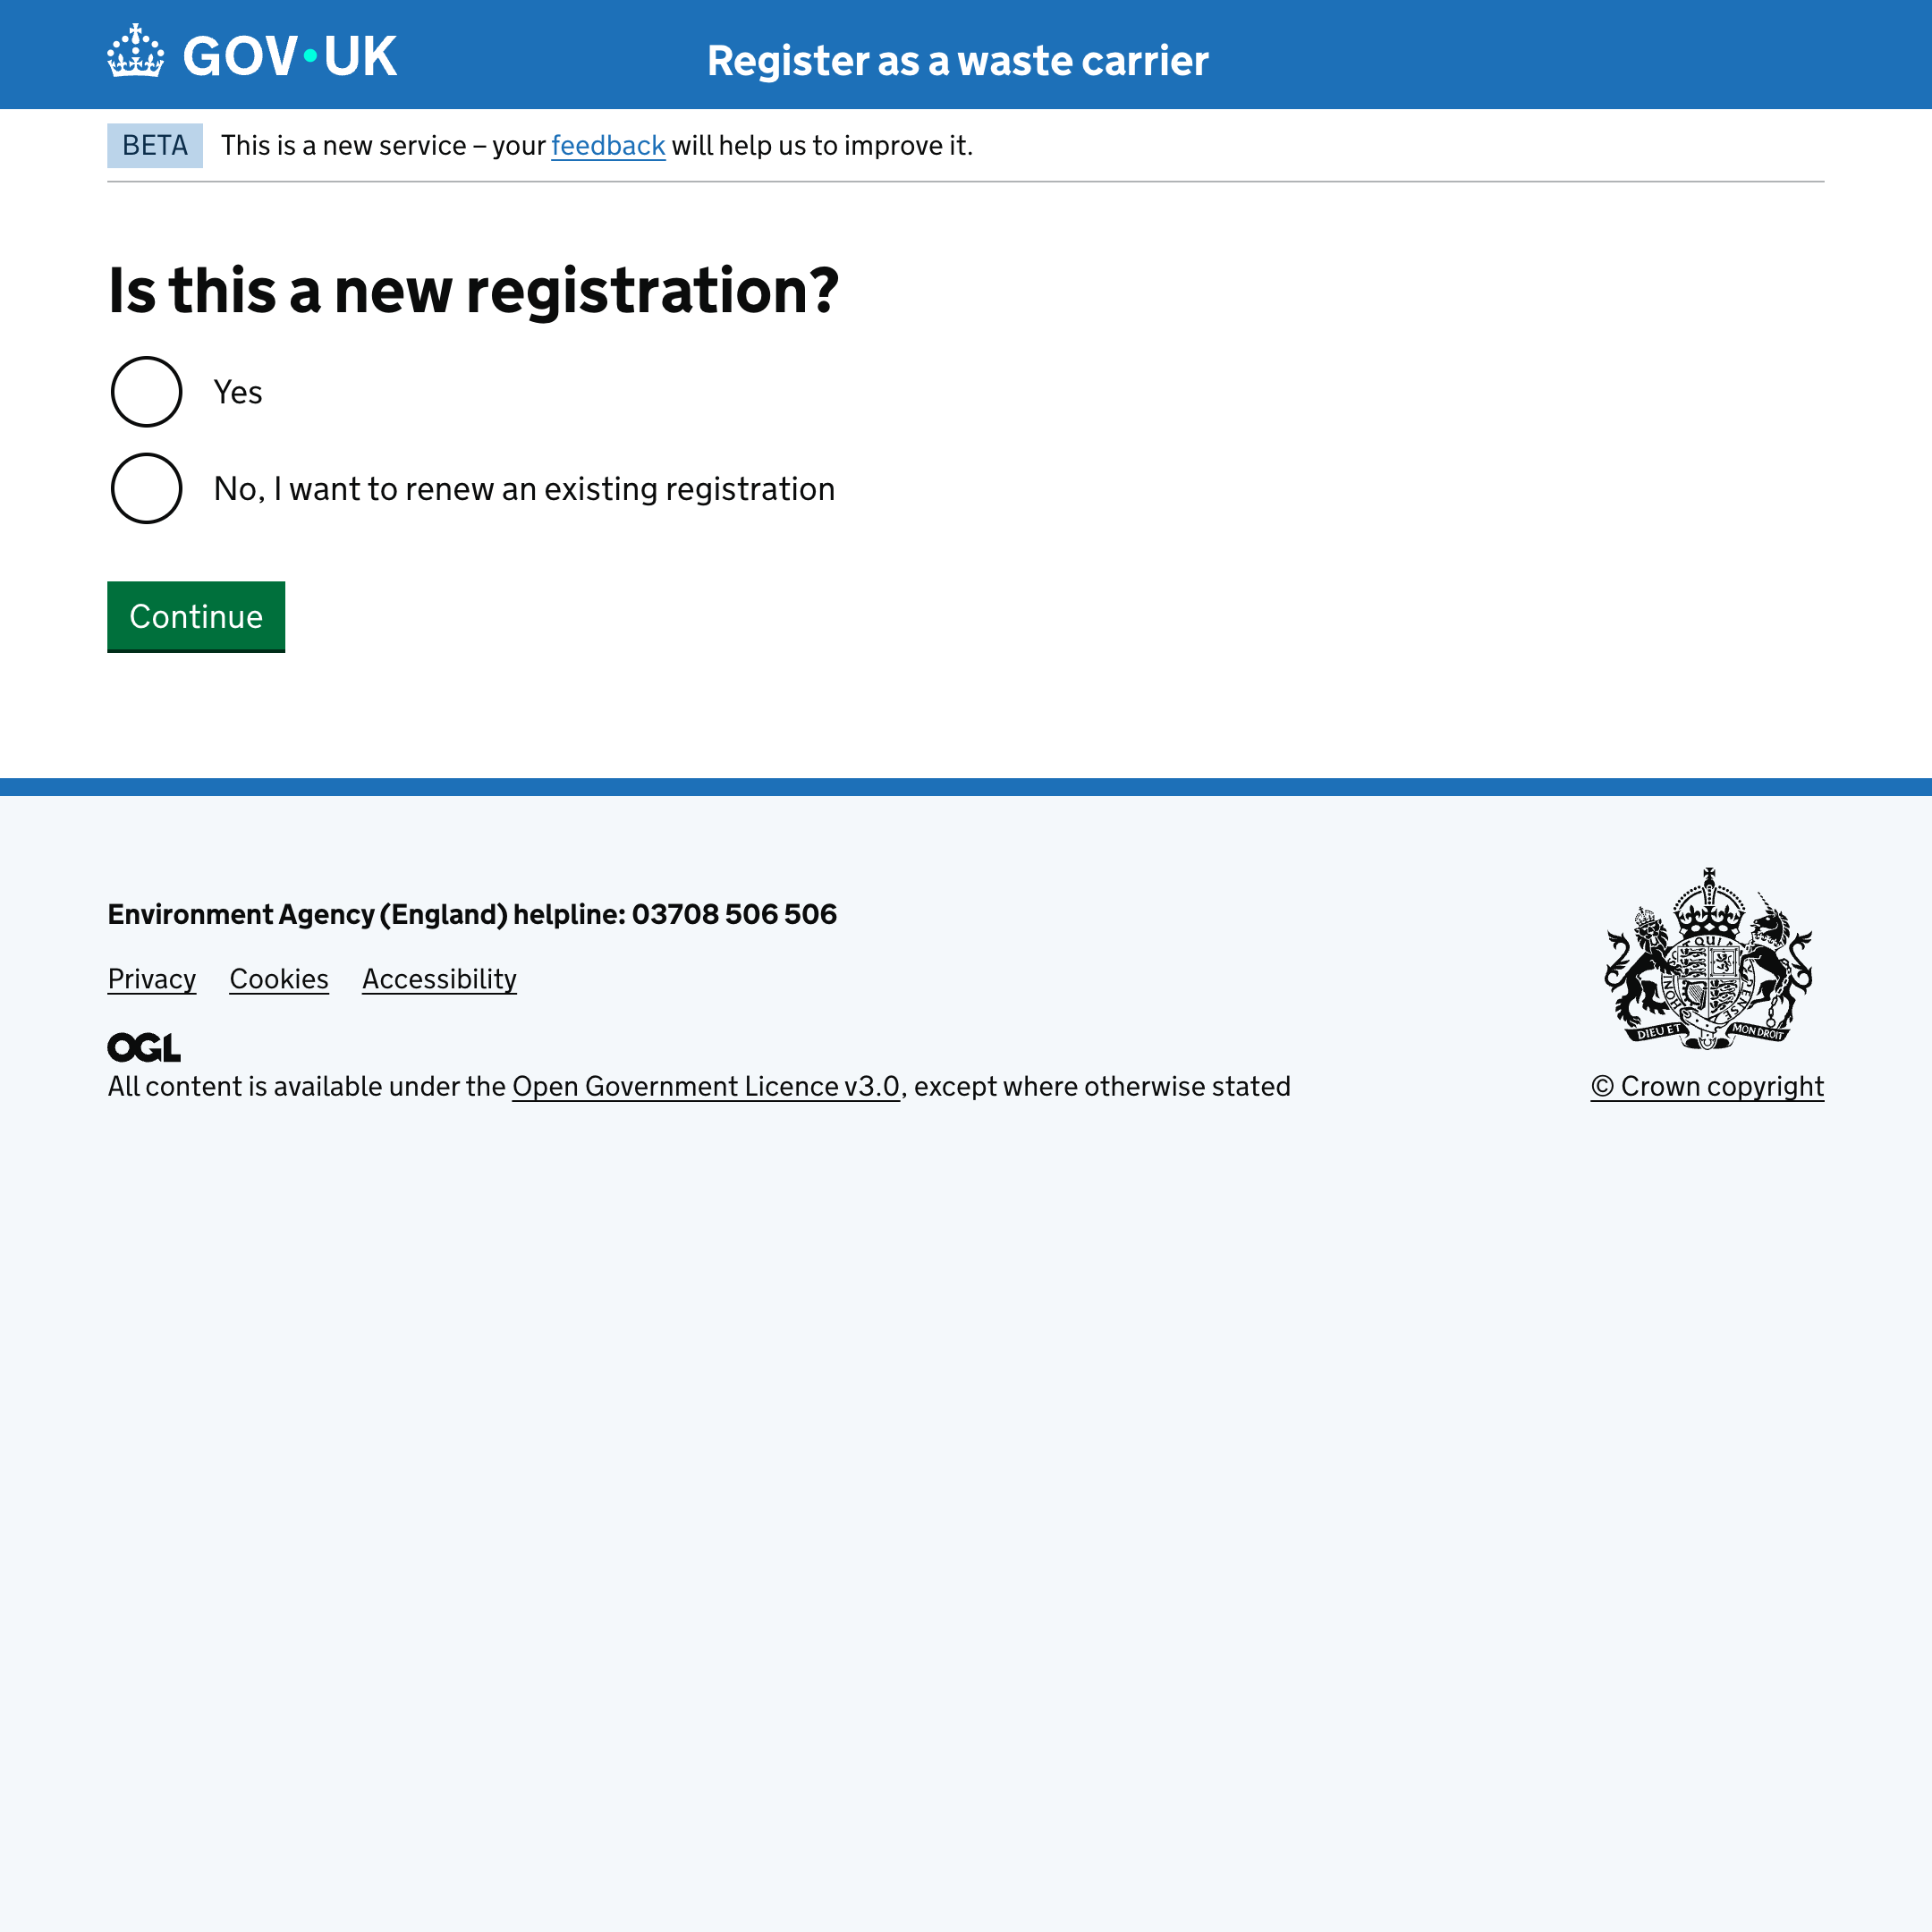 GOV·UK
Register as a waste carrier
BETA
This is a new service – your feedback will help us to improve it.
Is this a new registration?
Yes
No, I want to renew an existing registration
Continue
Environment Agency (England) helpline: 03708 506 506
Privacy Cookies Accessibility
OGL
All content is available under the Open Government Licence v3.0, except where otherwise stated
DIEU ET MON DROIT
© Crown copyright